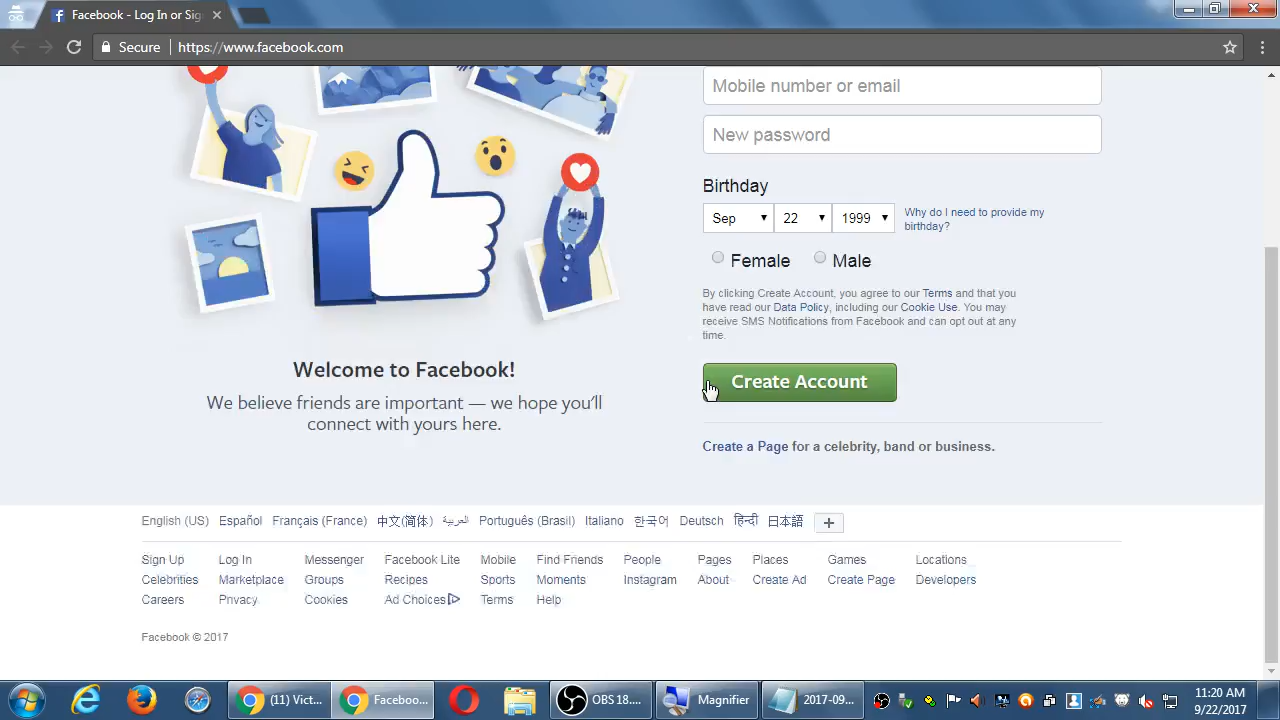 Facebook - Log In or Sig
Secure
https://www.facebook.com
Mobile number or email
New password
Birthday
Sep
22
1999
Why do I need to provide my
birthday?
Female
Male
By clicking Create Account, you agree to our Terms and that you
have read our Data Policy, including our Cookie Use. You may
receive SMS Notifications from Facebook and can opt out at any
time.
Create Account
Create a Page for a celebrity, band or business.
Welcome to Facebook!
We believe friends are important — we hope you'll
connect with yours here.
English (US) Español Français (France) 中文(简体) العربية Português (Brasil) Italiano 한국어 Deutsch हिन्दी 日本語
Sign Up Log In Messenger Facebook Lite Mobile Find Friends People Pages Places Games Locations
Celebrities Marketplace Groups Recipes Sports Moments Instagram About Create Ad Create Page Developers
Careers Privacy Cookies Ad Choices Terms Help
Facebook © 2017
(11) Vict...
Faceboo...
OBS 18....
Magnifier
2017-09...
11:20 AM
9/22/2017